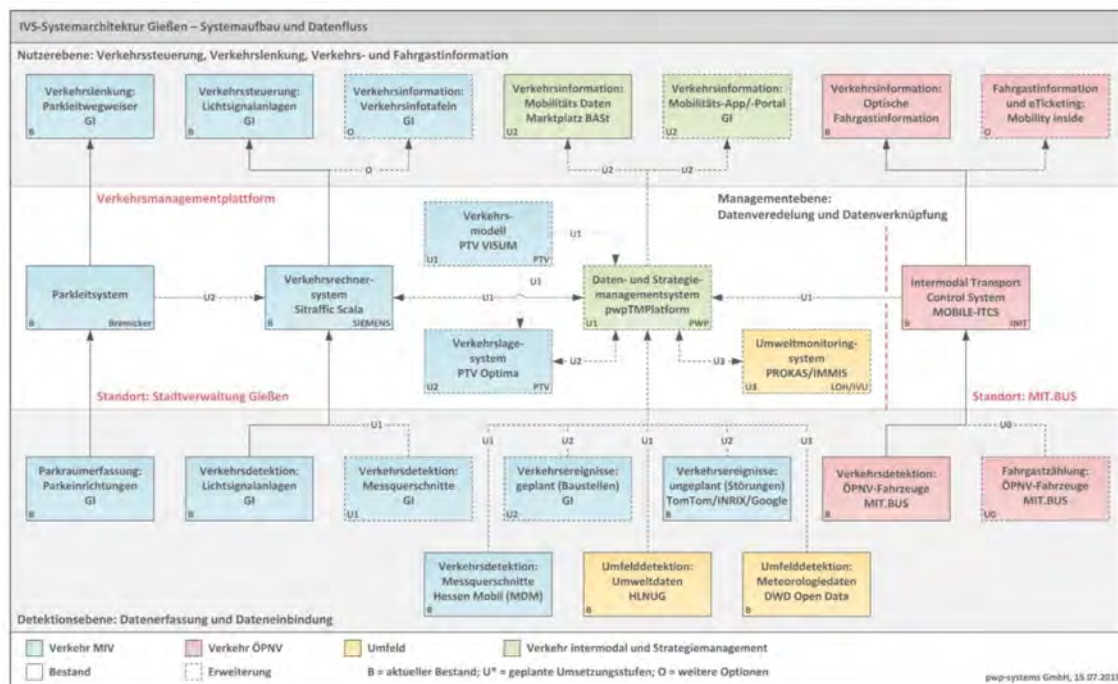 IVS-Systemarchitektur Gießen – Systemaufbau und Datenfluss
Nutzerebene: Verkehrssteuerung, Verkehrslenkung, Verkehrs- und Fahrgastinformation
Verkehrslenkung:
Parkleitwegweiser
GI
B
Verkehrssteuerung:
Lichtsignalanlagen
GI
B
Verkehrsinformation:
Verkehrsinfotafeln
GI
O
Verkehrsinformation:
Mobilitäts Daten
Marktplatz BASt
U2
Verkehrsinformation:
Mobilitäts-App/-Portal
GI
U2
Verkehrsinformation:
Optische
Fahrgastinformation
B
Fahrgastinformation
und eTicketing:
Mobility inside
O
O
U2
U2
Verkehrsmanagementplattform
Managementebene:
Datenveredelung und Datenverknüpfung
Verkehrs-
modell
PTV VISUM
U1
PTV
U1
U1
Parkleitsystem
B
Bremicker
U2
Verkehrsrechner-
system
Sitraffic Scala
B
SIEMENS
U1
Daten- und Strategie-
managementsystem
pwpTMPlatform
U1
PWP
U1
Intermodal Transport
Control System
MOBILE-ITCS
B
INIT
Verkehrslage-
system
PTV Optima
U2
PTV
U2
U3
Umweltmonitoring-
system
PROKAS/IMMIS
U3
LOH/IVU
Standort: Stadtverwaltung Gießen
Standort: MIT.BUS
U1
U1
U2
U1
U2
U3
U0
Parkraumerfassung:
Parkeinrichtungen
GI
B
Verkehrsdetektion:
Lichtsignalanlagen
GI
B
Verkehrsdetektion:
Messquerschnitte
GI
U1
Verkehrsereignisse:
geplant (Baustellen)
GI
U2
Verkehrsereignisse:
ungeplant (Störungen)
TomTom/INRIX/Google
B
Verkehrsdetektion:
ÖPNV-Fahrzeuge
MIT.BUS
B
Fahrgastzählung:
ÖPNV-Fahrzeuge
MIT.BUS
U0
Verkehrsdetektion:
Messquerschnitte
Hessen Mobil (MDM)
B
Umfelddetektion:
Umweltdaten
HLNUG
B
Umfelddetektion:
Meteorologiedaten
DWD Open Data
B
Detektionsebene: Datenerfassung und Dateneinbindung
Verkehr MIV
Verkehr ÖPNV
Umfeld
Verkehr intermodal und Strategiemanagement
Bestand
Erweiterung
B = aktueller Bestand; U* = geplante Umsetzungsstufen; O = weitere Optionen
pwp-systems GmbH,